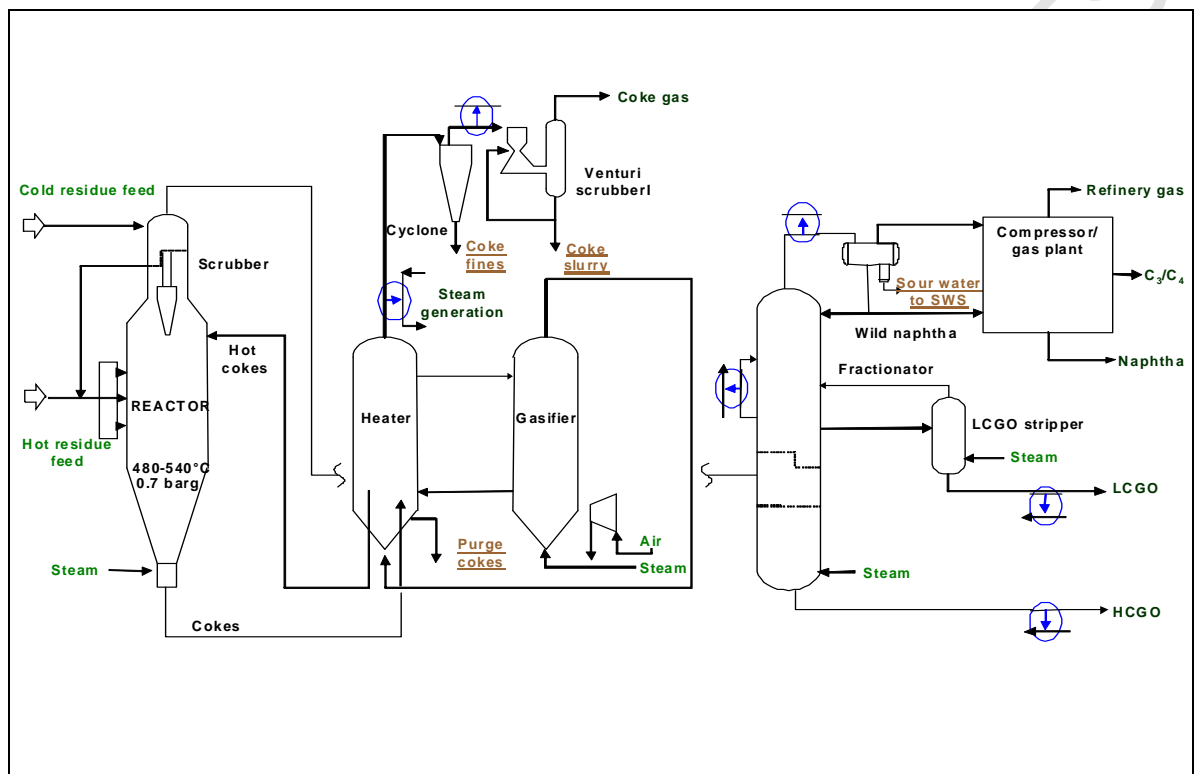 Coke gas
Venturi
scrubberl
Cold residue feed
Refinery gas
Compressor/
gas plant
Scrubber
Cyclone
Coke
fines
Coke
slurry
C3/C4
Steam
generation
Sour water
to SWS
Wild naphtha
Hot
cokes
Naphtha
Fractionator
REACTOR
Heater
Gasifier
LCGO stripper
Hot residue
feed
480-540°C
0.7 barg
Steam
LCGO
Purge
cokes
Air
Steam
Steam
Steam
HCGO
Cokes